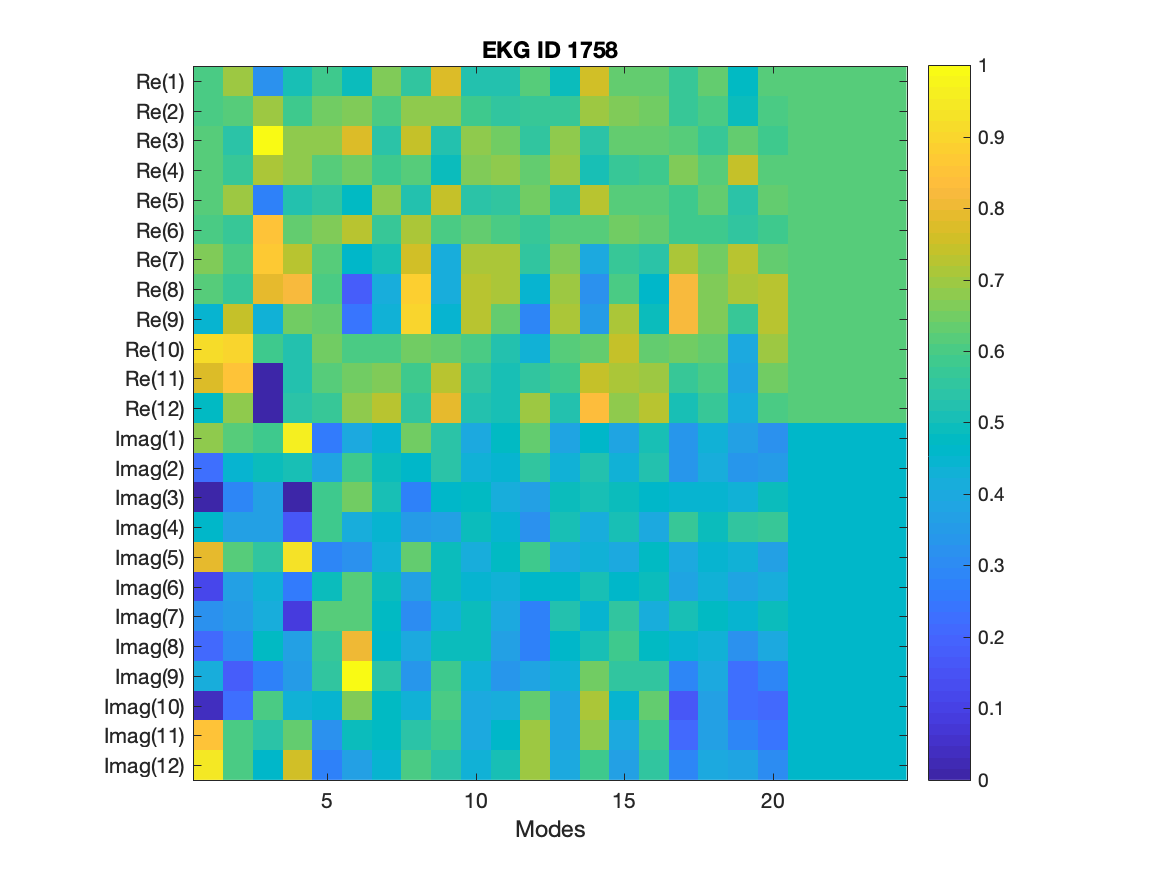 EKG ID 1758
Re(1)
Re(2)
Re(3)
Re(4)
Re(5)
Re(6)
Re(7)
Re(8)
Re(9)
Re(10)
Re(11)
Re(12)
Imag(1)
Imag(2)
Imag(3)
Imag(4)
Imag(5)
Imag(6)
Imag(7)
Imag(8)
Imag(9)
Imag(10)
Imag(11)
Imag(12)
5 10 15 20
Modes
1
0.9
0.8
0.7
0.6
0.5
0.4
0.3
0.2
0.1
0